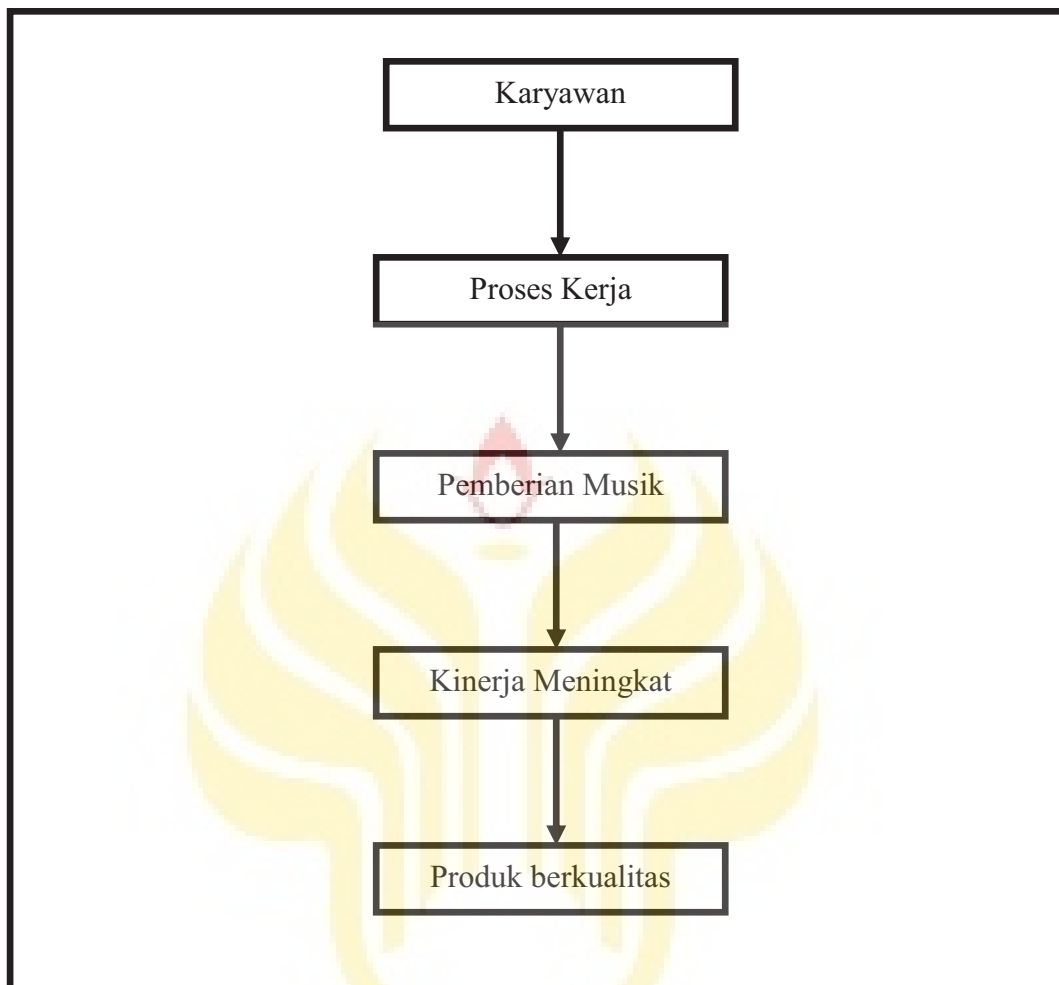 Karyawan
Proses Kerja
Pemberian Musik
Kinerja Meningkat
Produk berkualitas